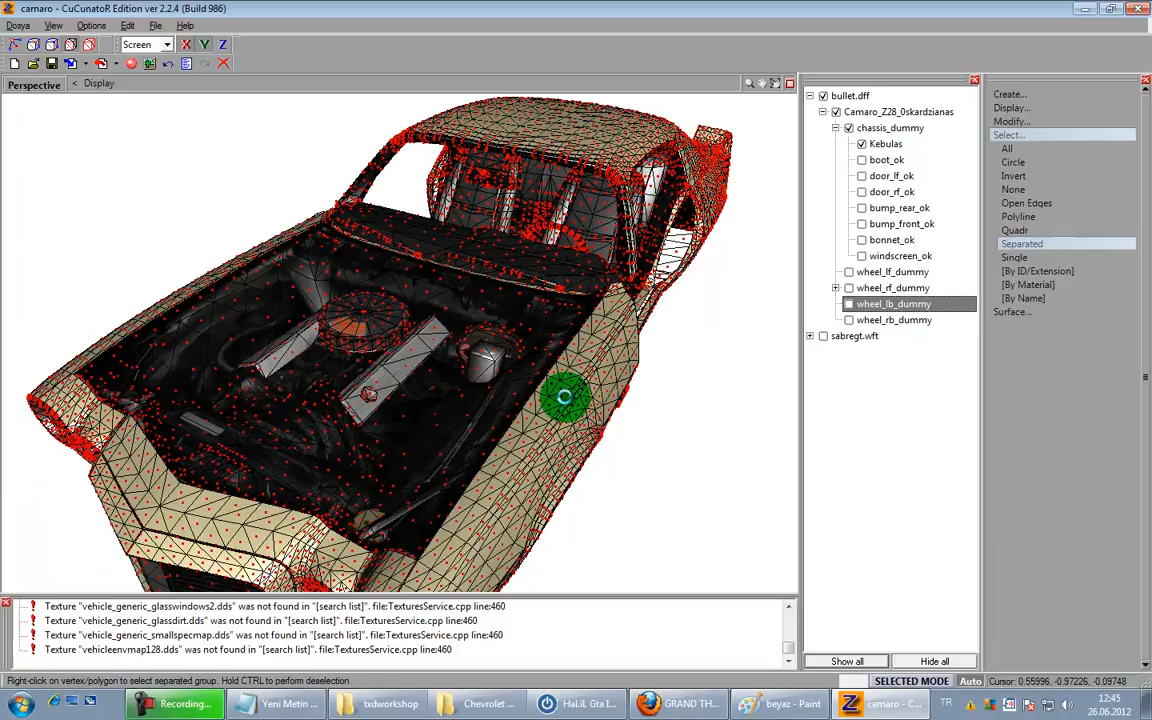 camaro - CuCunatoR Edition ver 2.2.4 (Build 986)
Dosya View Options Edit File Help
Screen X Y Z
Perspective < Display
bullet.dff
Camaro_Z28_0skardzianas
chassis_dummy
Kebulas
boot_ok
door_lf_ok
door_rf_ok
bump_rear_ok
bump_front_ok
bonnet_ok
windscreen_ok
wheel_lf_dummy
wheel_rf_dummy
wheel_lb_dummy
wheel_rb_dummy
sabregt.wft
Create...
Display...
Modify...
Select...
All
Circle
Invert
None
Open Edges
Polyline
Quadr
Separated
Single
[By ID/Extension]
[By Material]
[By Name]
Surface...
Texture "vehicle_generic_glasswindows2.dds" was not found in "[search list]". file:TexturesService.cpp line:460
Texture "vehicle_generic_glassdirt.dds" was not found in "[search list]". file:TexturesService.cpp line:460
Texture "vehicle_generic_smallspecmap.dds" was not found in "[search list]". file:TexturesService.cpp line:460
Texture "vehicleenvmap128.dds" was not found in "[search list]". file:TexturesService.cpp line:460
Show all Hide all
Right-click on vertex/polygon to select separated group. Hold CTRL to perform deselection.
SELECTED MODE Auto Cursor: 0.55996, -0.97226, -0.09748
Recording... Yeni Metin ... txdworkshop Chevrolet ... HaLiL Gta I... GRAND TH... beyaz - Paint camaro - C... TR 12:45
26.06.2012